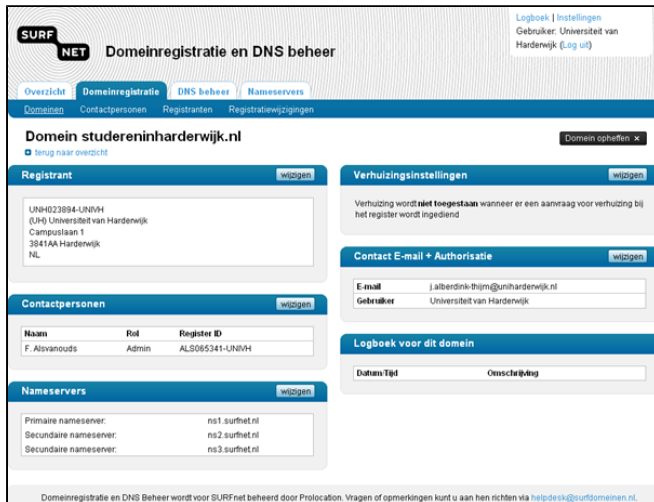 SURF
NET
Domeinregistratie en DNS beheer
Logboek | Instellingen
Gebruiker: Universiteit van
Harderwijk (Log uit)
Overzicht Domeinregistratie DNS beheer Nameservers
Domeinen Contactpersonen Registranten Registratiewijzigingen
Domein studereninharderwijk.nl
Domein opheffen ×
terug naar overzicht
Registrant wijzigen
UNH023894-UNIVH
(UH) Universiteit van Harderwijk
Campuslaan 1
3841AA Harderwijk
NL
Contactpersonen wijzigen
Naam Rol Register ID
F. Alsvanouds Admin ALS065341-UNIVH
Nameservers wijzigen
Primaire nameserver: ns1.surfnet.nl
Secundaire nameserver: ns2.surfnet.nl
Secundaire nameserver: ns3.surfnet.nl
Verhuizingsinstellingen wijzigen
Verhuizing wordt niet toegestaan wanneer er een aanvraag voor verhuizing bij
het register wordt ingediend
Contact E-mail + Authorisatie wijzigen
E-mail j.alberdink-thijm@uniharderwijk.nl
Gebruiker Universiteit van Harderwijk
Logboek voor dit domein
Datum/Tijd Omschrijving
Domeinregistratie en DNS Beheer wordt voor SURFnet beheerd door Prolocation. Vragen of opmerkingen kunt u aan hen richten via helpdesk@surfdomeinen.nl.